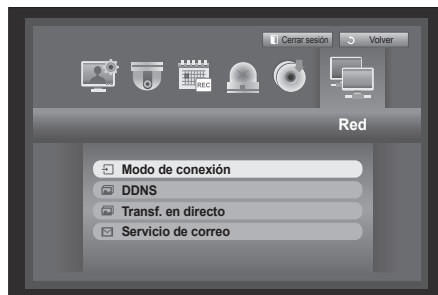 Cerrar sesión Volver
REC
Red
Modo de conexión
DDNS
Transf. en directo
Servicio de correo